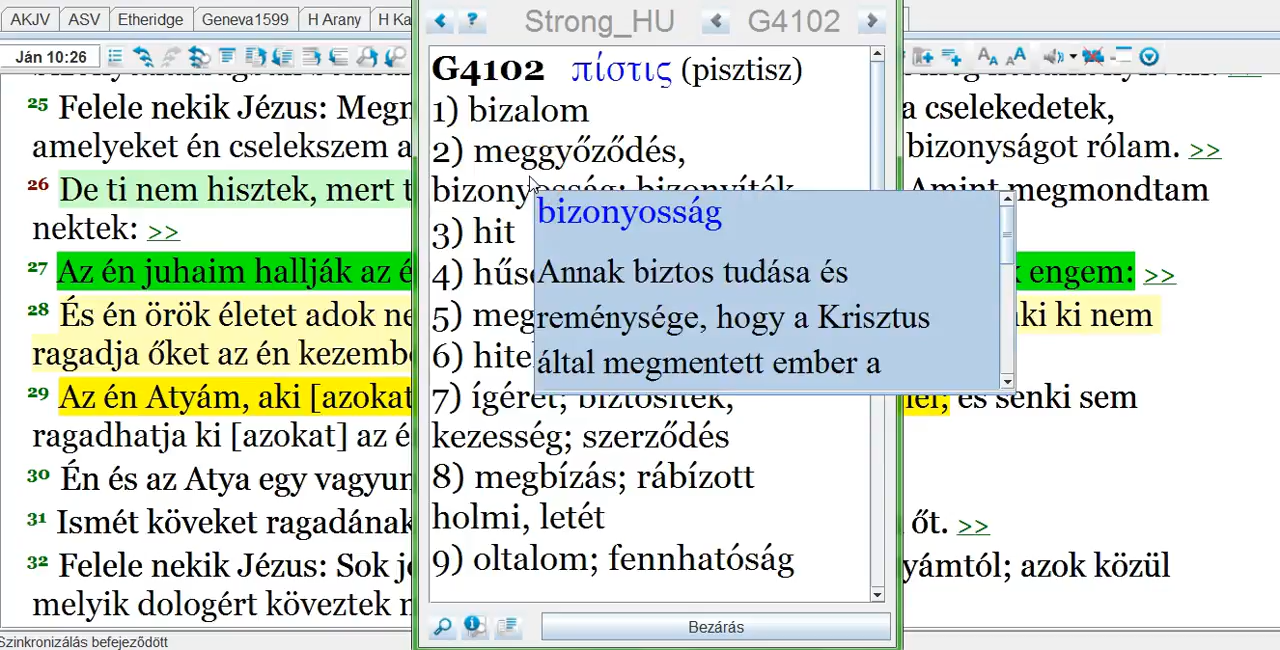 AKJV ASV Etheridge Geneva1599 H Arany H Ka
Ján 10:26
25 Felele nekik Jézus: Megm
amelyeket én cselekszem a
26 De ti nem hisztek, mert t
nektek: >>
27 Az én juhaim hallják az é
28 És én örök életet adok ne
ragadja őket az én kezembő
29 Az én Atyám, aki [azokat
ragadhatja ki [azokat] az é
30 Én és az Atya egy vagyun
31 Ismét köveket ragadának
32 Felele nekik Jézus: Sok jó
melyik dologért köveztek
Szinkronizálás befejeződött
Strong_HU G4102
G4102 πίστις (pisztisz)
1) bizalom
2) meggyőződés,
bizonyosság; bizonyíték
3) hit
4) hűs
5) meg
6) hite
7) ígéret; biztosíték,
kezesség; szerződés
8) megbízás; rábízott
holmi, letét
9) oltalom; fennhatóság
Bezárás
bizonyosság
Annak biztos tudása és
reménysége, hogy a Krisztus
által megmentett ember a
a cselekedetek,
bizonyságot rólam. >>
Amint megmondtam
k engem: >>
ki nem
és senki sem
őt. >>
yámtól; azok közül